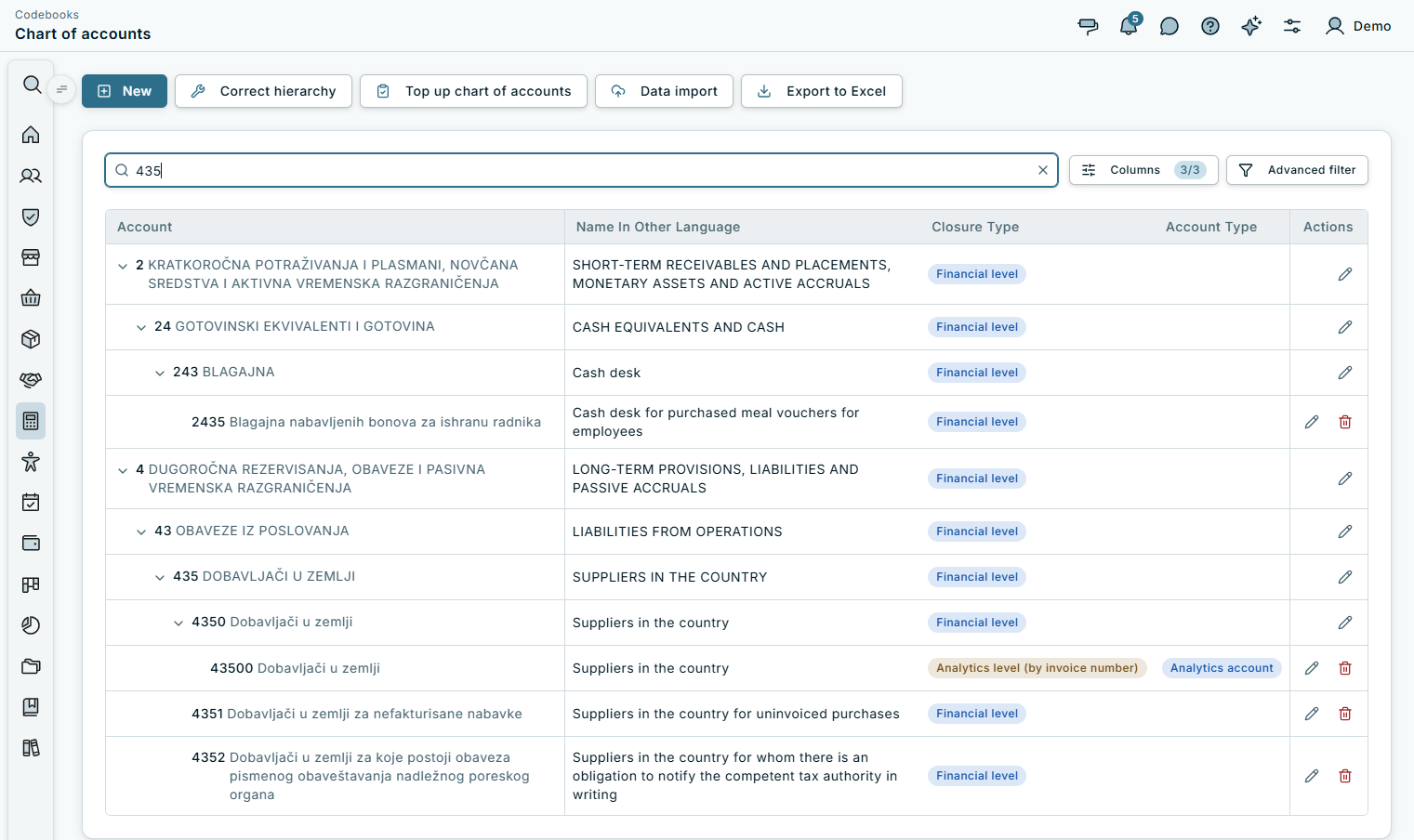 Codebooks
Chart of accounts
5
Demo
New
Correct hierarchy
Top up chart of accounts
Data import
Export to Excel
435
Columns 3/3
Advanced filter
Account
Name In Other Language
Closure Type
Account Type
Actions
2 KRATKOROČNA POTRAŽIVANJA I PLASMANI, NOVČANA
SREDSTVA I AKTIVNA VREMENSKA RAZGRANIČENJA
SHORT-TERM RECEIVABLES AND PLACEMENTS,
MONETARY ASSETS AND ACTIVE ACCRUALS
Financial level
24 GOTOVINSKI EKVIVALENTI I GOTOVINA
CASH EQUIVALENTS AND CASH
Financial level
243 BLAGAJNA
Cash desk
Financial level
2435 Blagajna nabavljenih bonova za ishranu radnika
Cash desk for purchased meal vouchers for
employees
Financial level
4 DUGOROČNA REZERVISANJA, OBAVEZE I PASIVNA
VREMENSKA RAZGRANIČENJA
LONG-TERM PROVISIONS, LIABILITIES AND
PASSIVE ACCRUALS
Financial level
43 OBAVEZE IZ POSLOVANJA
LIABILITIES FROM OPERATIONS
Financial level
435 DOBAVLJAČI U ZEMLJI
SUPPLIERS IN THE COUNTRY
Financial level
4350 Dobavljači u zemlji
Suppliers in the country
Financial level
43500 Dobavljači u zemlji
Suppliers in the country
Analytics level (by invoice number)
Analytics account
4351 Dobavljači u zemlji za nefakturisane nabavke
Suppliers in the country for uninvoiced purchases
Financial level
4352 Dobavljači u zemlji za koje postoji obaveza
pismenog obaveštavanja nadležnog poreskog
organa
Suppliers in the country for whom there is an
obligation to notify the competent tax authority in
writing
Financial level